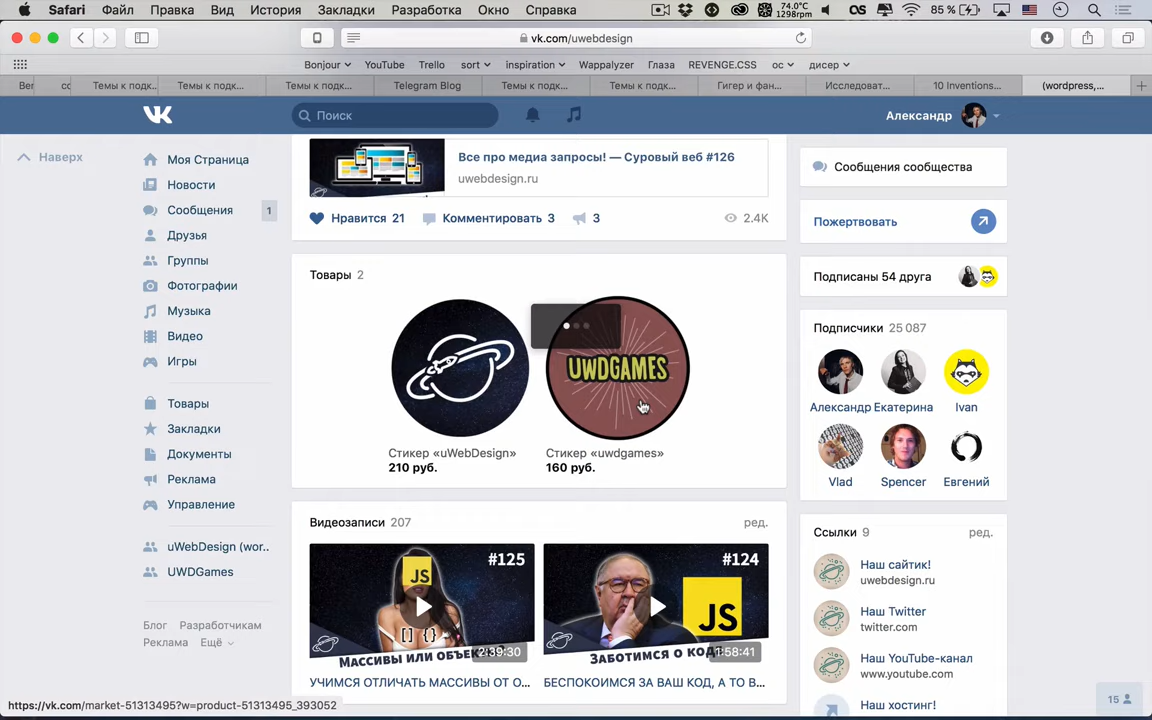 Safari Файл Правка Вид История Закладки Разработка Окно Справка
74.0°C
1298rpm
85 %
vk.com/uwebdesign
Bonjour YouTube Trello sort inspiration Wappalyzer Глаза REVENGE.CSS ос дисер
Темы к подк... Темы к подк... Темы к подк... Telegram Blog Темы к подк... Темы к подк... Гигер и фан... Исследоват... 10 Inventions... (wordpress,...
Поиск
Александр
Наверх
Моя Страница
Новости
Сообщения 1
Друзья
Группы
Фотографии
Музыка
Видео
Игры
Товары
Закладки
Документы
Реклама
Управление
uWebDesign (wor..
UWDGames
Блог Разработчикам
Реклама Ещё
Все про медиа запросы! — Суровый веб #126
uwebdesign.ru
Нравится 21 Комментировать 3 3 2.4K
Товары 2
UWDGAMES
Стикер «uWebDesign» Стикер «uwdgames»
210 руб. 160 руб.
Видеозаписи 207 ред.
#125
JS
[] {}
2:39:30
#124
JS
ЗАБОТИМСЯ О
1:58:41
УЧИМСЯ ОТЛИЧАТЬ МАССИВЫ ОТ О... БЕСПОКОИМСЯ ЗА ВАШ КОД, А ТО В...
Сообщения сообщества
Пожертвовать
Подписаны 54 друга
Подписчики 25 087
Александр Екатерина Ivan
Vlad Spencer Евгений
Ссылки 9 ред.
Наш сайтик!
uwebdesign.ru
Наш Twitter
twitter.com
Наш YouTube-канал
www.youtube.com
Наш хостинг!
15
https://vk.com/market-51313495?w=product-51313495_393052